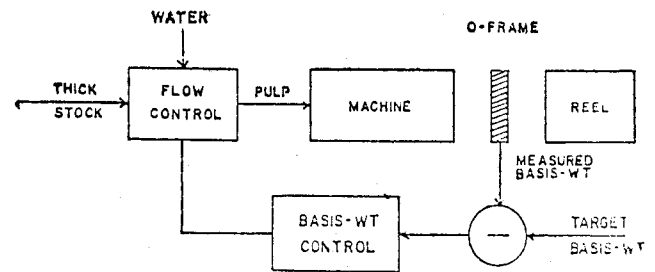 WATER
O-FRAME
THICK
STOCK
FLOW
CONTROL
PULP
MACHINE
REEL
MEASURED
BASIS-WT
BASIS-WT
CONTROL
—
TARGET
BASIS-WT